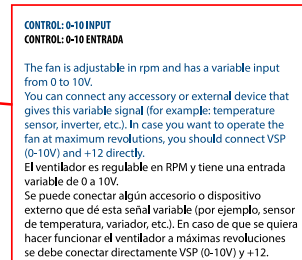 CONTROL: 0-10 INPUT
CONTROL: 0-10 ENTRADA
The fan is adjustable in rpm and has a variable input
from 0 to 10V.
You can connect any accessory or external device that
gives this variable signal (for example: temperature
sensor, inverter, etc.). In case you want to operate the
fan at maximum revolutions, you should connect VSP
(0-10V) and +12 directly.
El ventilador es regulable en RPM y tiene una entrada
variable de 0 a 10V.
Se puede conectar algún accesorio o dispositivo
externo que dé esta señal variable (por ejemplo, sensor
de temperatura, variador, etc.). En caso de que se quiera
hacer funcionar el ventilador a máximas revoluciones
se debe conectar directamente VSP (0-10V) y +12.